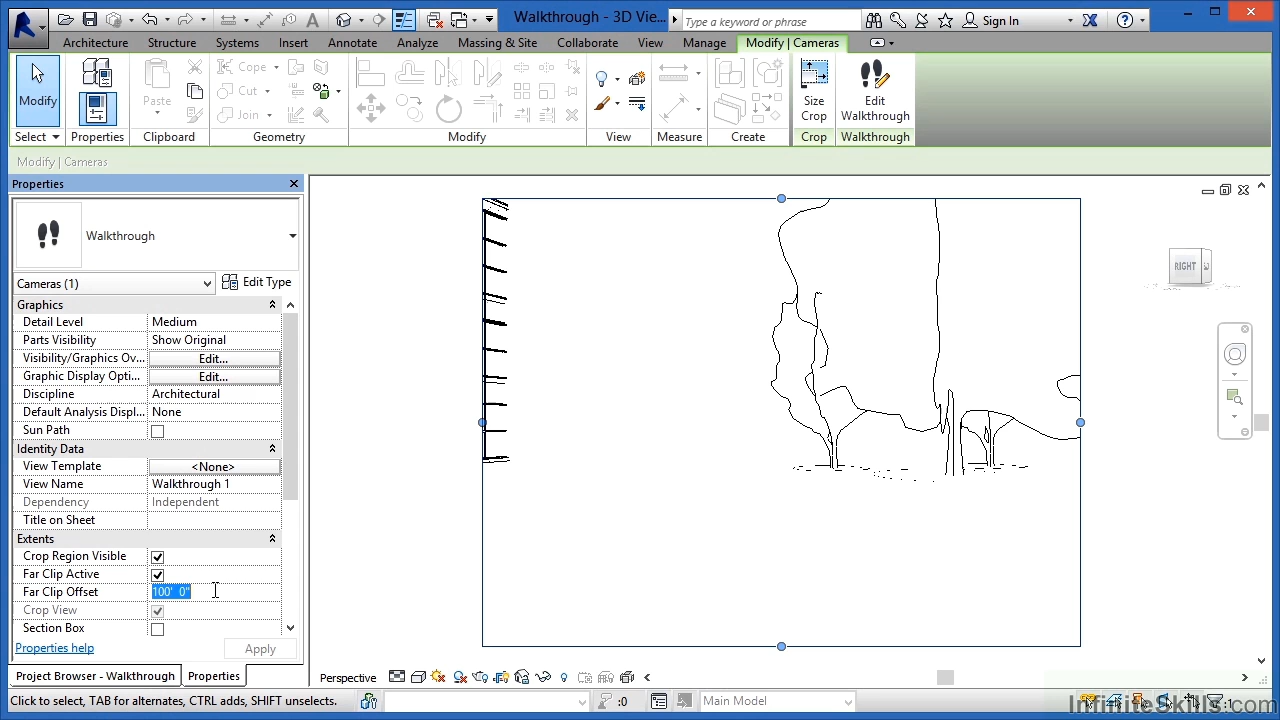 Walkthrough - 3D Vie...
Type a keyword or phrase
Sign In
Architecture
Structure
Systems
Insert
Annotate
Analyze
Massing & Site
Collaborate
View
Manage
Modify | Cameras
Modify
Paste
Cope
Cut
Join
Size Crop
Edit Walkthrough
Select
Properties
Clipboard
Geometry
Modify
View
Measure
Create
Crop
Walkthrough
Modify | Cameras
Properties
Walkthrough
Cameras (1)
Edit Type
Graphics
Detail Level Medium
Parts Visibility Show Original
Visibility/Graphics Ov... Edit...
Graphic Display Opti... Edit...
Discipline Architectural
Default Analysis Displ... None
Sun Path
Identity Data
View Template <None>
View Name Walkthrough 1
Dependency Independent
Title on Sheet
Extents
Crop Region Visible
Far Clip Active
Far Clip Offset 100' 0"
Crop View
Section Box
Properties help
Apply
Project Browser - Walkthrough
Properties
RIGHT
Perspective
Click to select, TAB for alternates, CTRL adds, SHIFT unselects.
:0
Main Model
:1
InfiniteSkills.com